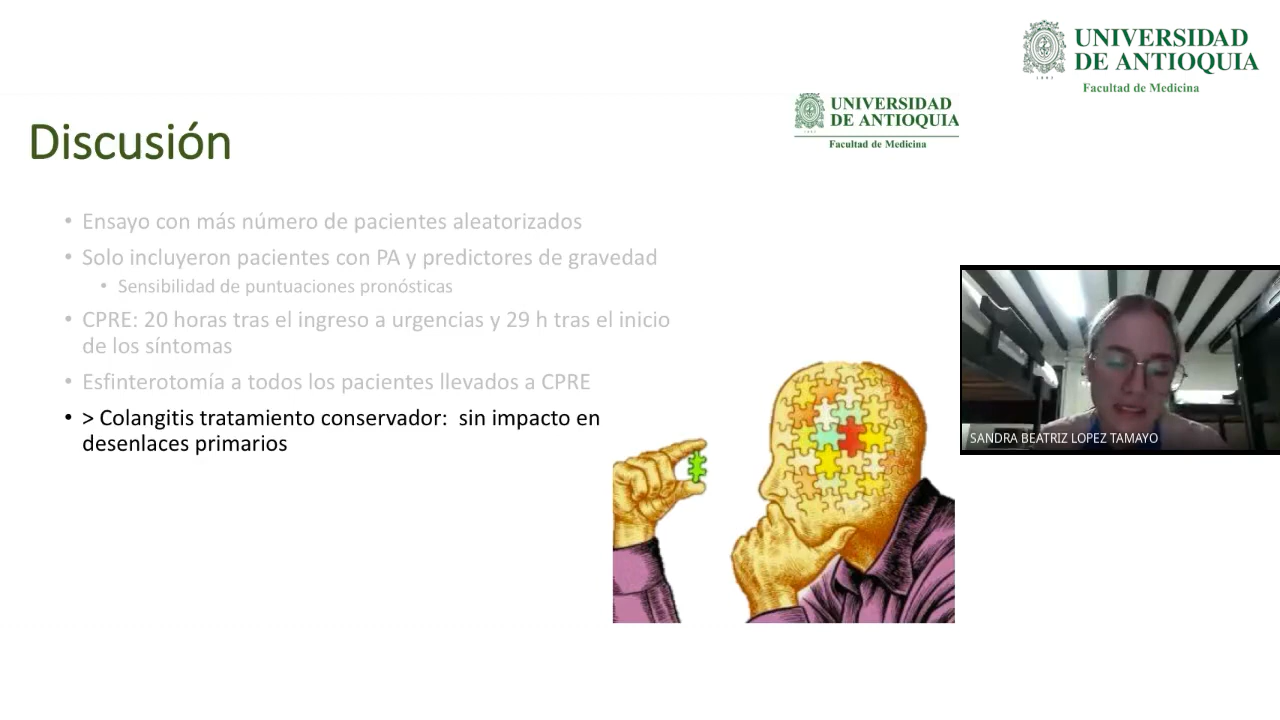 UNIVERSIDAD
DE ANTIOQUIA
1803
Facultad de Medicina
UNIVERSIDAD
DE ANTIOQUIA
Facultad de Medicina
Discusión
• Ensayo con más número de pacientes aleatorizados
• Solo incluyeron pacientes con PA y predictores de gravedad
• Sensibilidad de puntuaciones pronósticas
• CPRE: 20 horas tras el ingreso a urgencias y 29 h tras el inicio
de los síntomas
• Esfinterotomía a todos los pacientes llevados a CPRE
• > Colangitis tratamiento conservador: sin impacto en
desenlaces primarios
SANDRA BEATRIZ LOPEZ TAMAYO